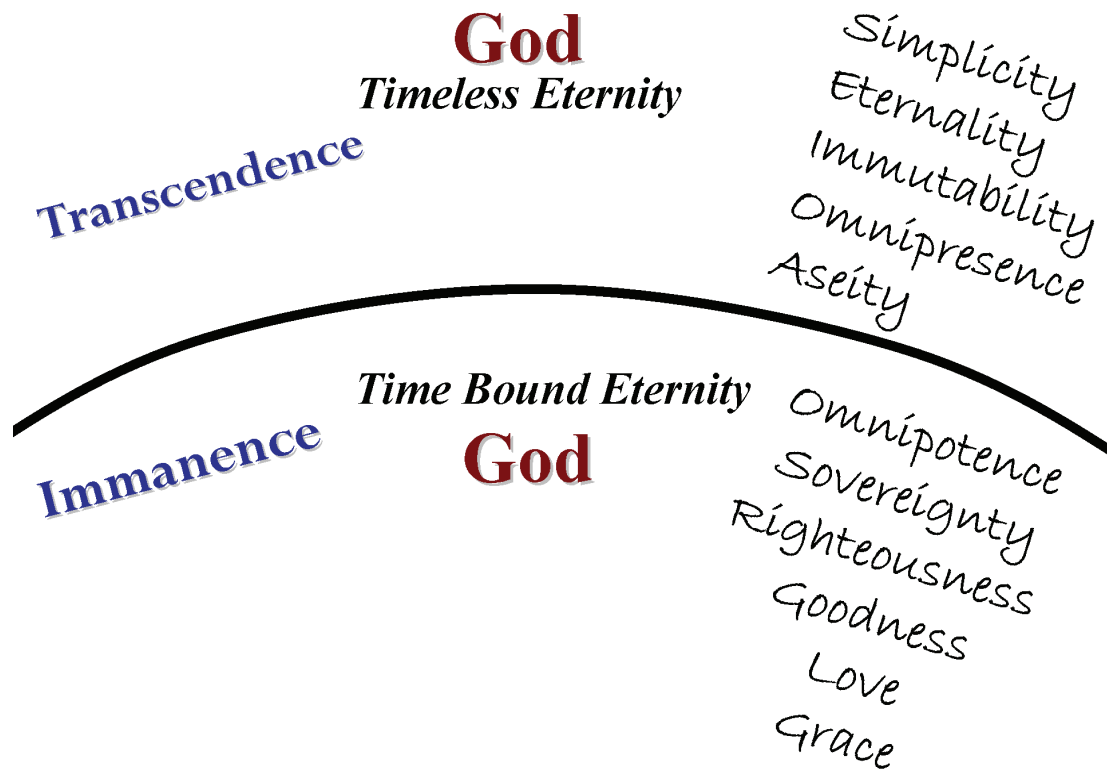 God
Timeless Eternity
Transcendence
Simplicity
Eternality
Immutability
Omnipresence
Aseity
Time Bound Eternity
God
Immanence
Omnipotence
Sovereignty
Righteousness
Goodness
Love
Grace